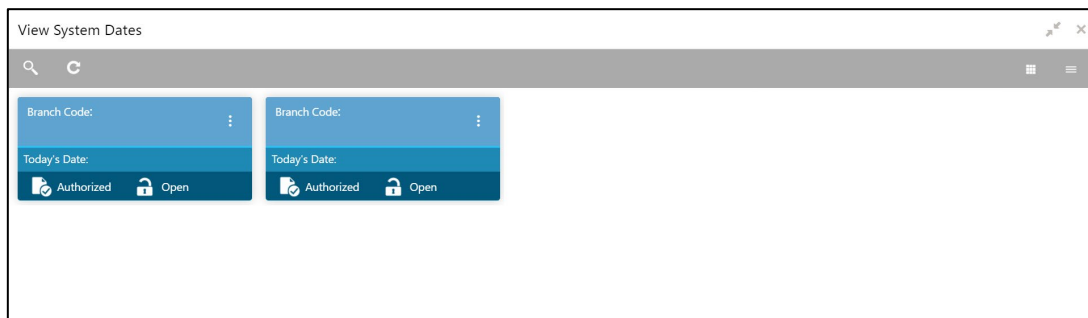 View System Dates
Branch Code:
Branch Code:
Today's Date:
Today's Date:
Authorized Open
Authorized Open